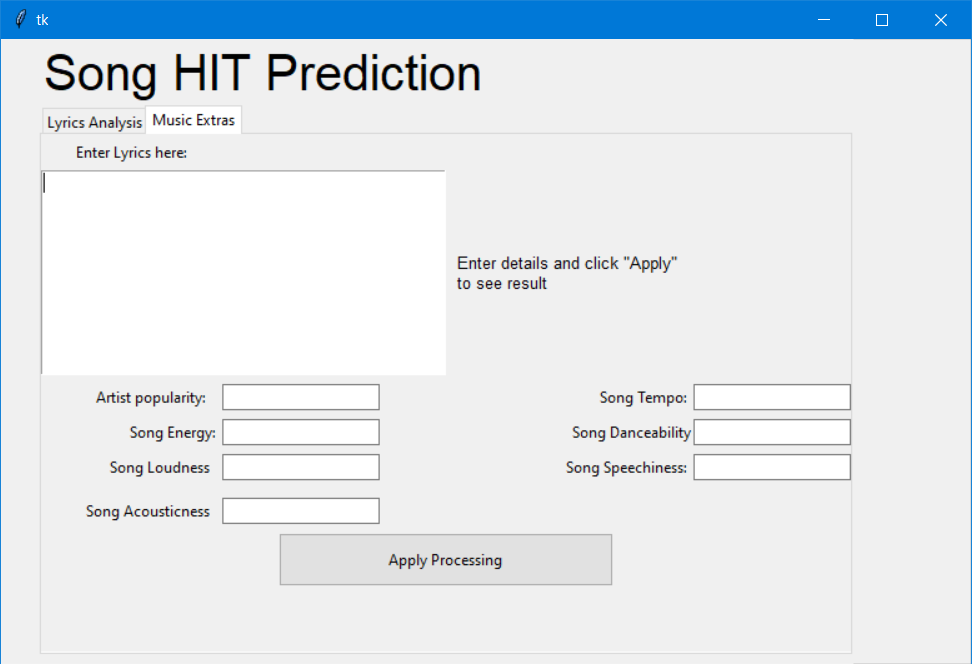 tk
Song HIT Prediction
Lyrics Analysis Music Extras
Enter Lyrics here:
Enter details and click "Apply"
to see result
Artist popularity: Song Tempo:
Song Energy: Song Danceability
Song Loudness Song Speechiness:
Song Acousticness
Apply Processing